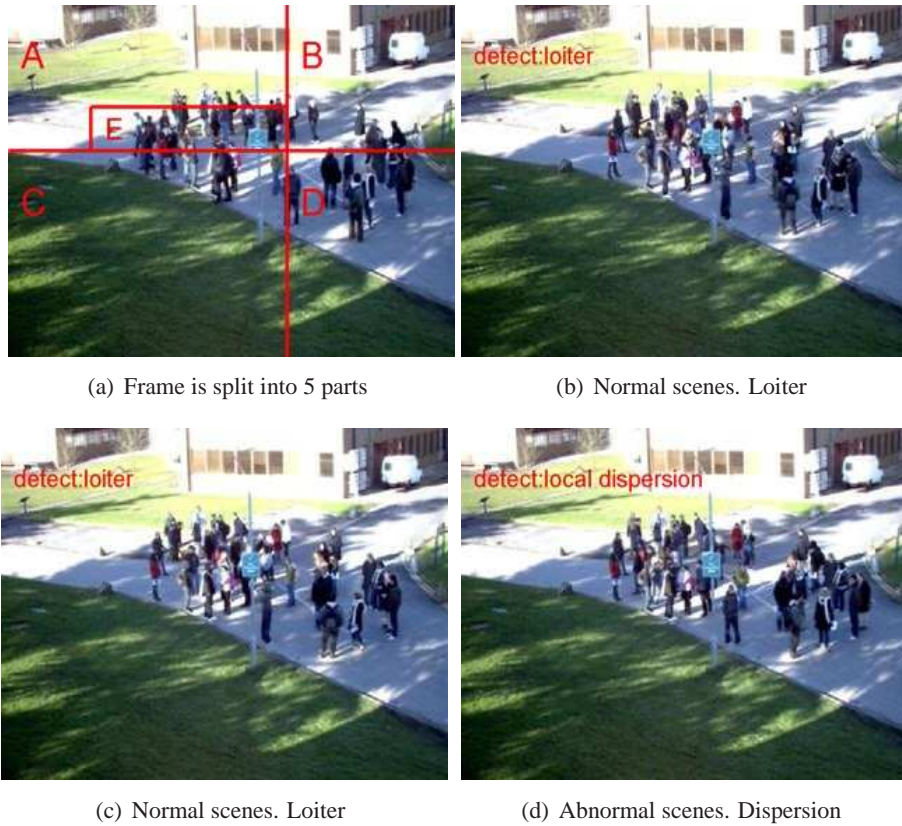 A
B
E
C
D
detect:loiter
(a) Frame is split into 5 parts
(b) Normal scenes. Loiter
detect:loiter
detect:local dispersion
(c) Normal scenes. Loiter
(d) Abnormal scenes. Dispersion